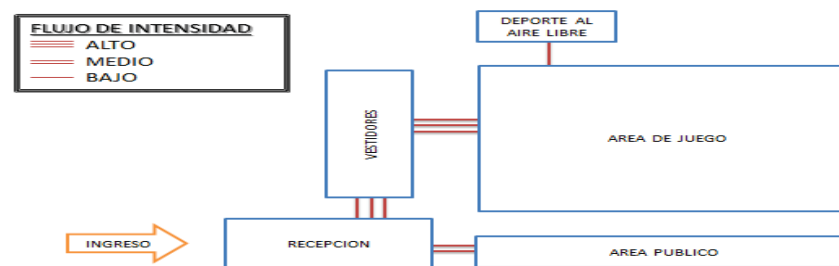 FLUJO DE INTENSIDAD
ALTO
MEDIO
BAJO
DEPORTE AL
AIRE LIBRE
VESTIDORES
AREA DE JUEGO
INGRESO
RECEPCION
AREA PUBLICO